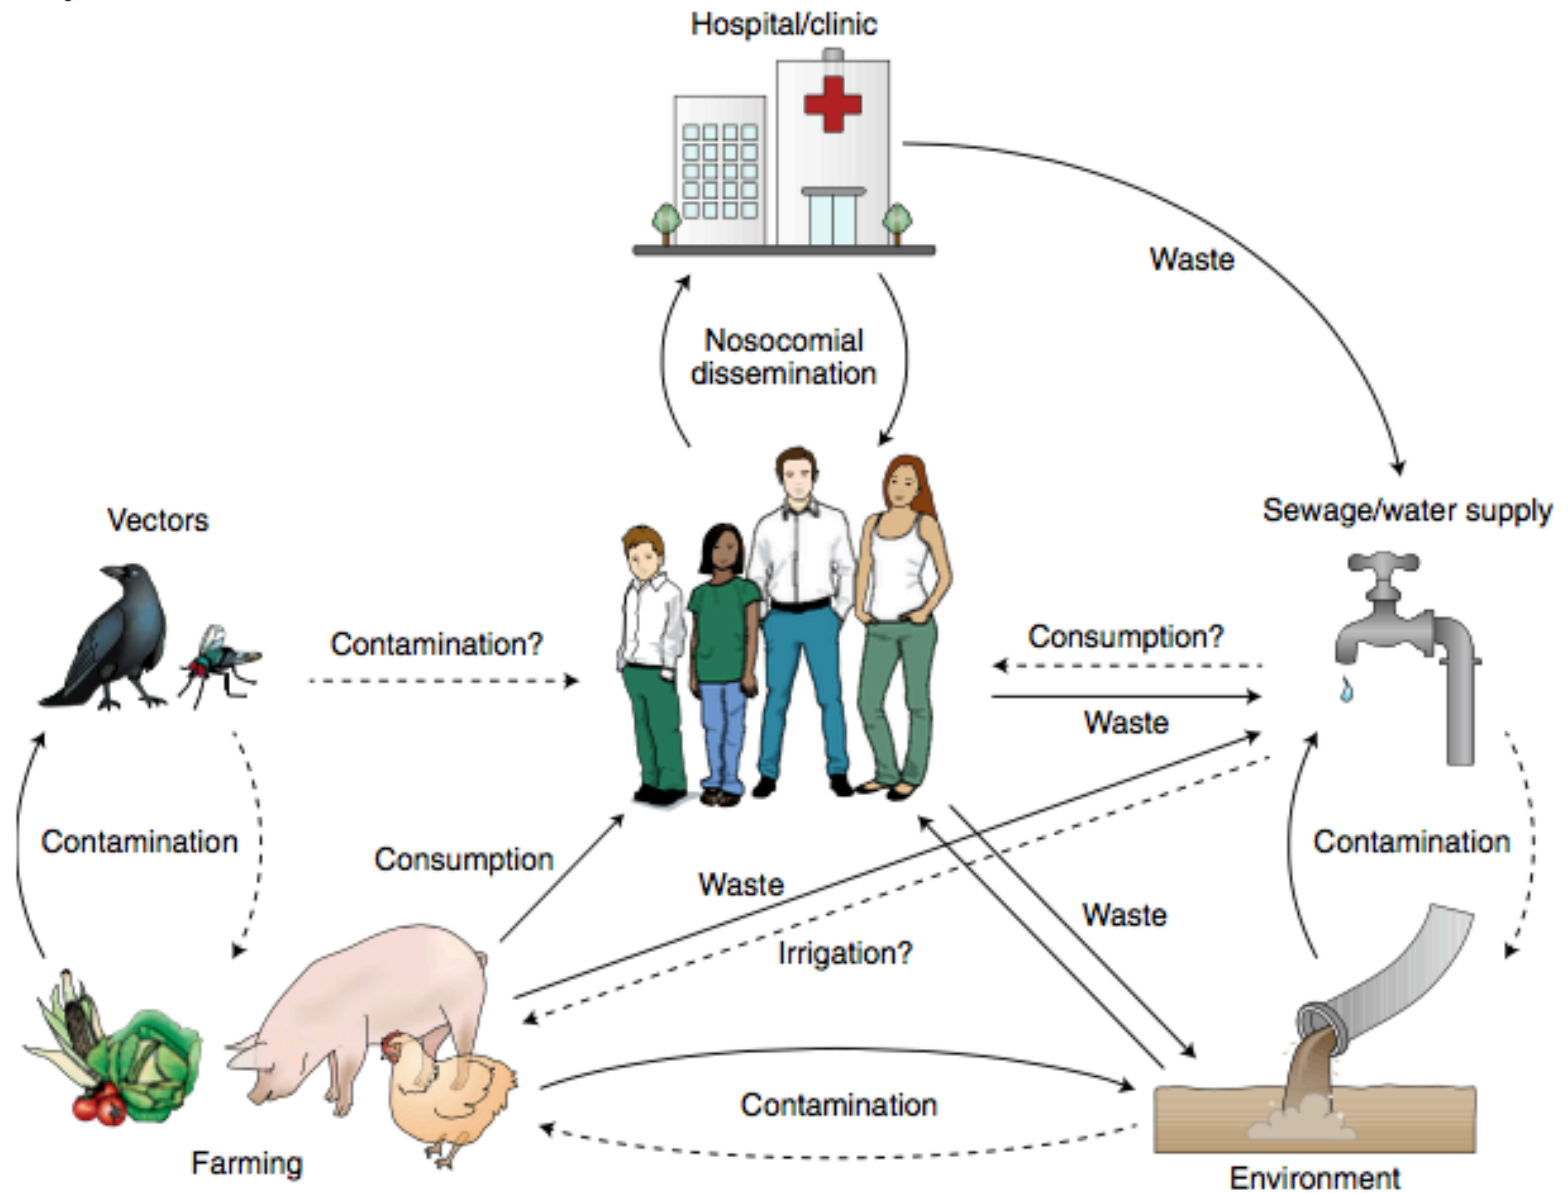 Hospital/clinic
Waste
Nosocomial
dissemination
Vectors
Sewage/water supply
Contamination?
Consumption?
Waste
Contamination
Consumption
Waste
Contamination
Waste
Irrigation?
Contamination
Farming
Environment